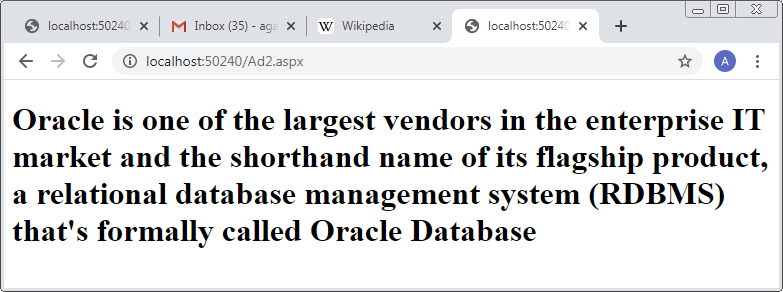 localhost:50240 Inbox (35) - aga Wikipedia localhost:50240
localhost:50240/Ad2.aspx A
Oracle is one of the largest vendors in the enterprise IT
market and the shorthand name of its flagship product,
a relational database management system (RDBMS)
that's formally called Oracle Database